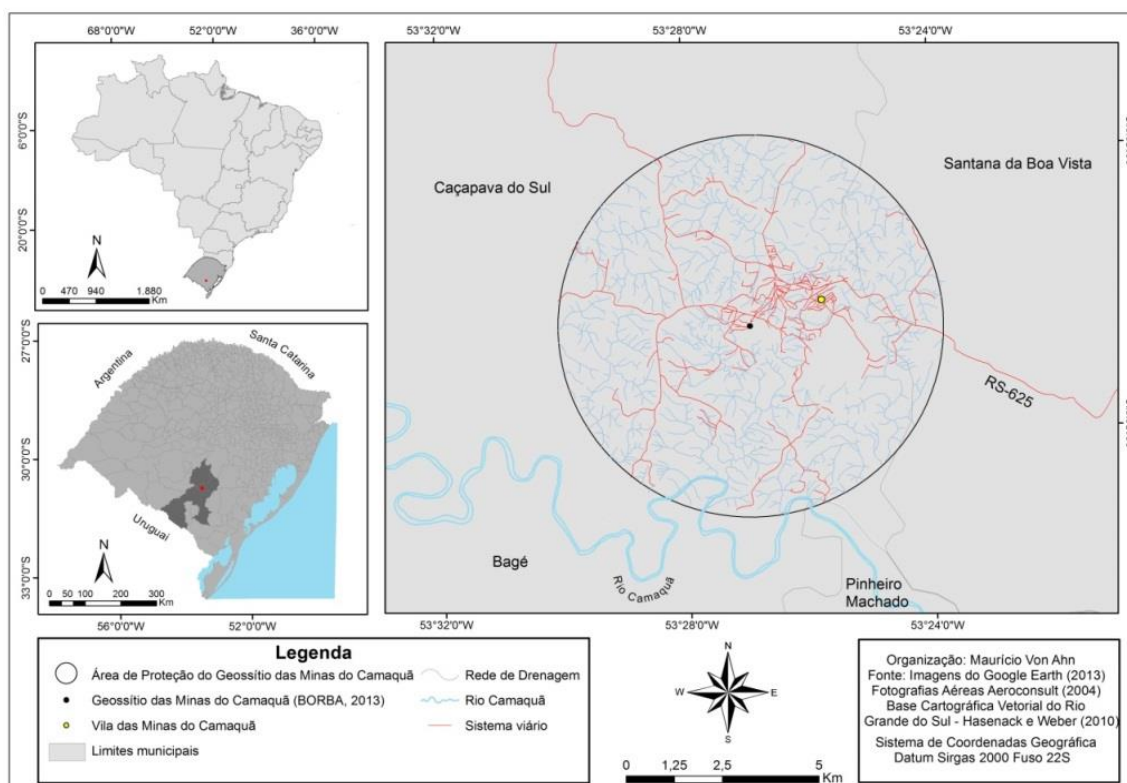 68°0'0"W
52°0'0"W
36°0'0"W
6°0'0"S
20°0'0"S
N
0 470 940 1.880
Km
27°0'0"S
30°0'0"S
33°0'0"S
Argentina
Santa Catarina
Uruguai
N
0 50 100 200 300
Km
56°0'0"W
52°0'0"W
53°32'0"W
53°28'0"W
53°24'0"W
Caçapava do Sul
Santana da Boa Vista
RS-625
Bagé
Rio Camaquã
Pinheiro
Machado
53°32'0"W
53°28'0"W
53°24'0"W
Legenda
Área de Proteção do Geossítio das Minas do Camaquã
Geossítio das Minas do Camaquã (BORBA, 2013)
Vila das Minas do Camaquã
Limites municipais
Rede de Drenagem
Rio Camaquã
Sistema viário
N
W
E
S
0 1,25 2,5 5
Km
Organização: Maurício Von Ahn
Fonte: Imagens do Google Earth (2013)
Fotografias Aéreas Aeroconsult (2004)
Base Cartográfica Vetorial do Rio
Grande do Sul - Hasenack e Weber (2010)
Sistema de Coordenadas Geográfica
Datum Sirgas 2000 Fuso 22S